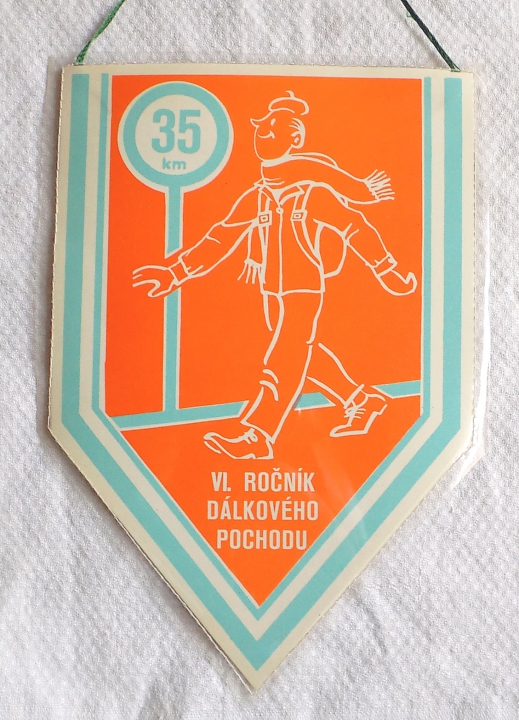 35
km
VI. ROČNÍK
DÁLKOVÉHO
POCHODU